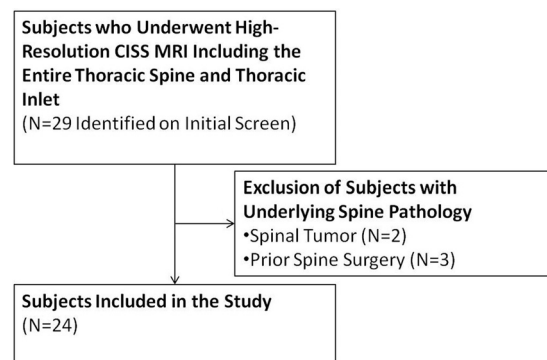 Subjects who Underwent High-
Resolution CISS MRI Including the
Entire Thoracic Spine and Thoracic
Inlet
(N=29 Identified on Initial Screen)
Exclusion of Subjects with
Underlying Spine Pathology
•Spinal Tumor (N=2)
•Prior Spine Surgery (N=3)
Subjects Included in the Study
(N=24)